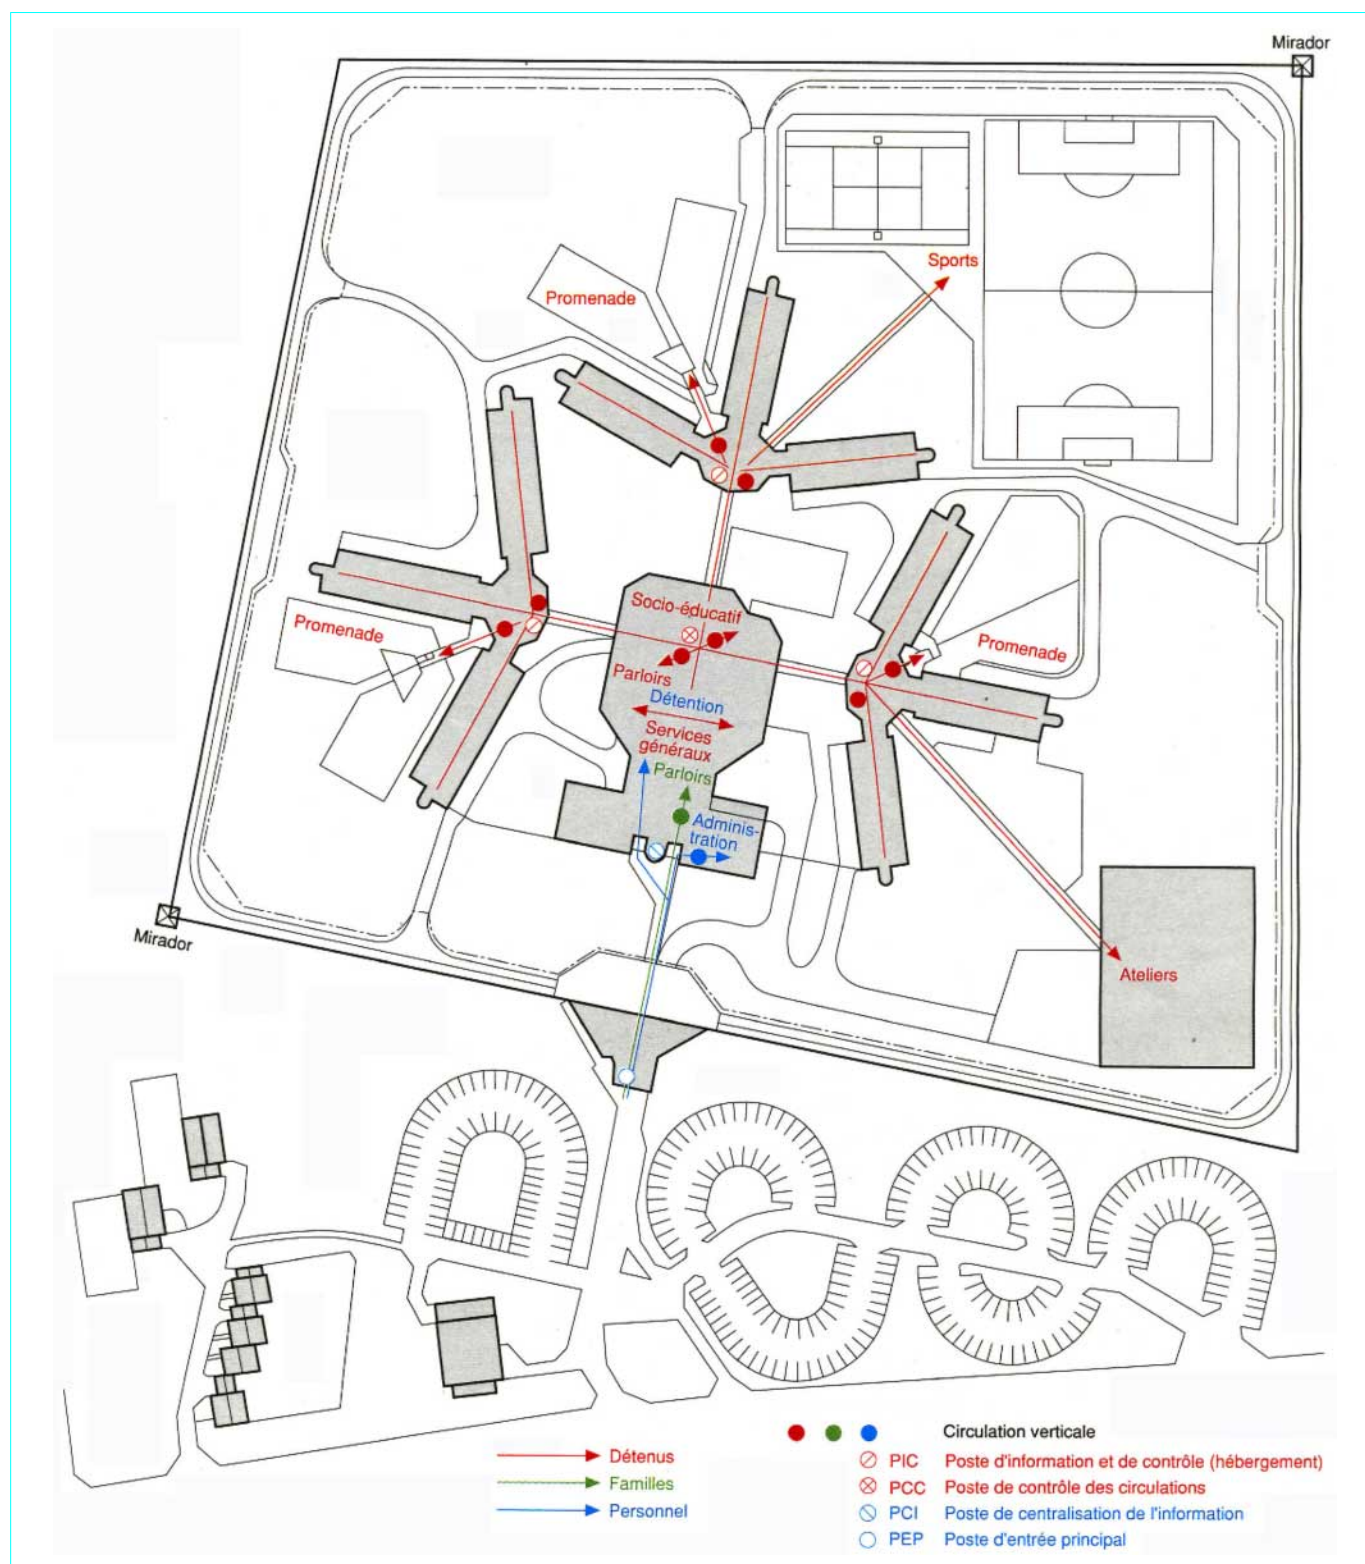 Mirador
Sports
Promenade
Socio-éducatif
Promenade
Promenade
Parloirs
Détention
Services
généraux
Parloirs
Adminis-
tration
Mirador
Ateliers
Circulation verticale
Détenus
PIC Poste d'information et de contrôle (hébergement)
Familles
PCC Poste de contrôle des circulations
Personnel
PCI Poste de centralisation de l'information
PEP Poste d'entrée principal